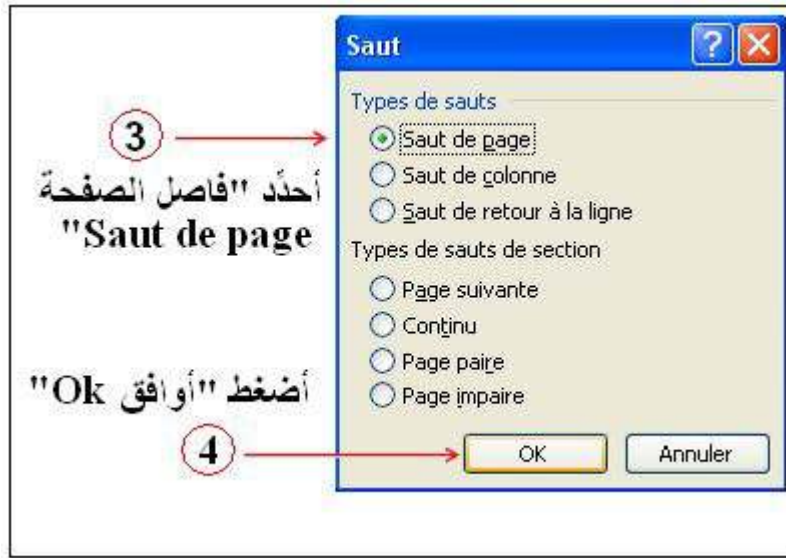 Saut
Types de sauts
3
Saut de page
أحدّد "فاصل الصفحة
Saut de page"
Saut de colonne
Saut de retour à la ligne
Types de sauts de section
Page suivante
Continu
Page paire
Page impaire
أضغط "أوافق Ok"
4
OK
Annuler